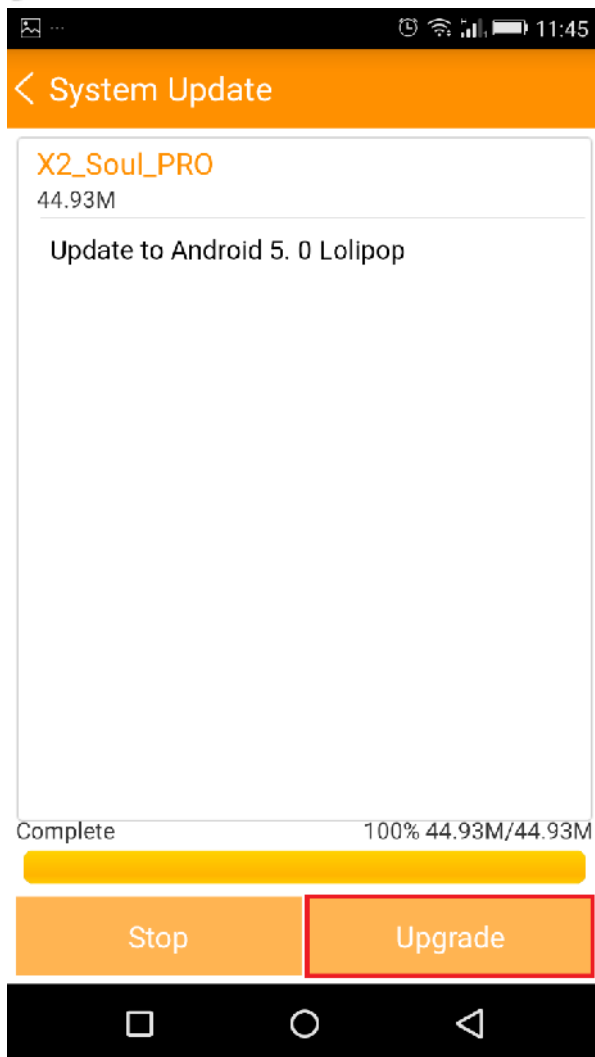 11:45
System Update
X2_Soul_PRO
44.93M
Update to Android 5. 0 Lolipop
Complete 100% 44.93M/44.93M
Stop Upgrade